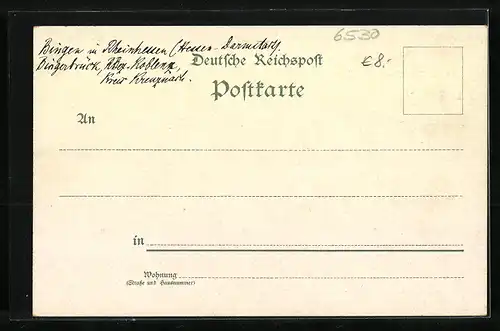 6530
Bingen in Rheinhessen (Hessen-Darmstadt),
Bingerbrück, RBez. Koblenz,
Kreis Kreuznach.
Deutsche Reichspost
€8.-
Postkarte
An
in
Wohnung
(Straße und Hausnummer)